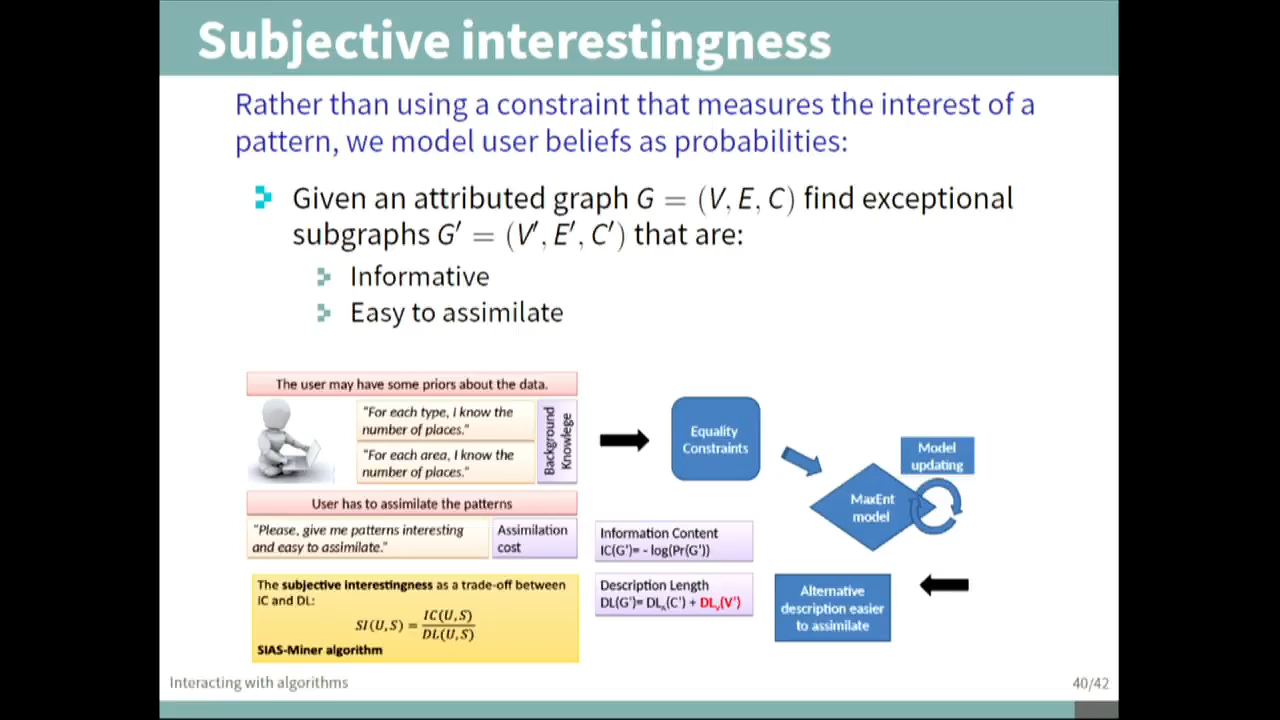 Subjective interestingness
Rather than using a constraint that measures the interest of a
pattern, we model user beliefs as probabilities:
Given an attributed graph G = (V, E, C) find exceptional
subgraphs G′ = (V′, E′, C′) that are:
Informative
Easy to assimilate
The user may have some priors about the data.
"For each type, I know the
number of places."
"For each area, I know the
number of places."
Background
Knowlege
User has to assimilate the patterns
"Please, give me patterns interesting
and easy to assimilate."
Assimilation
cost
The subjective interestingness as a trade-off between
IC and DL:
SI(U,S) = IC(U,S) / DL(U,S)
SIAS-Miner algorithm
Equality
Constraints
Model
updating
MaxEnt
model
Information Content
IC(G')= - log(Pr(G'))
Description Length
DL(G')= DLₐ(C') + DLᵥ(V')
Alternative
description easier
to assimilate
Interacting with algorithms
40/42